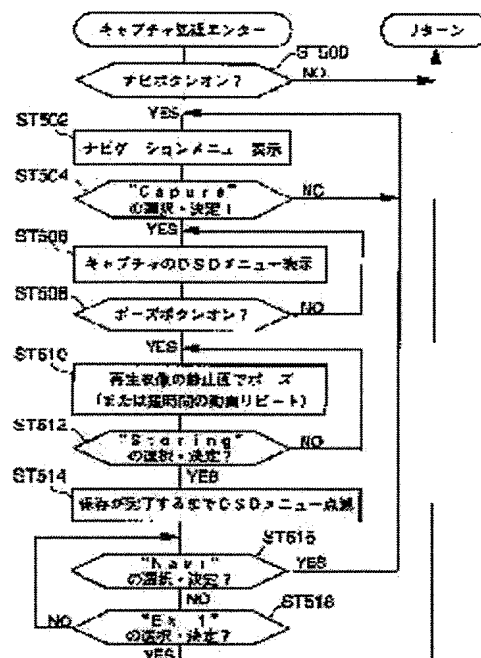 キャプチャ処理エンター
リターン
ST500
ナビボタンオン？
NO
YES
ST502
ナビゲーションメニュー表示
ST504
"Capure"
の選択・決定？
NO
YES
ST506
キャプチャのOSDメニュー表示
ST508
ポーズボタンオン？
NO
YES
ST510
再生映像の静止画でポーズ
(または短時間の動画リピート)
ST512
"Storing"
の選択・決定？
NO
YES
ST514
保存が完了するまでOSDメニュー点滅
ST516
"Navi"
の選択・決定？
YES
NO
ST518
の選択・決定？
NO
YES